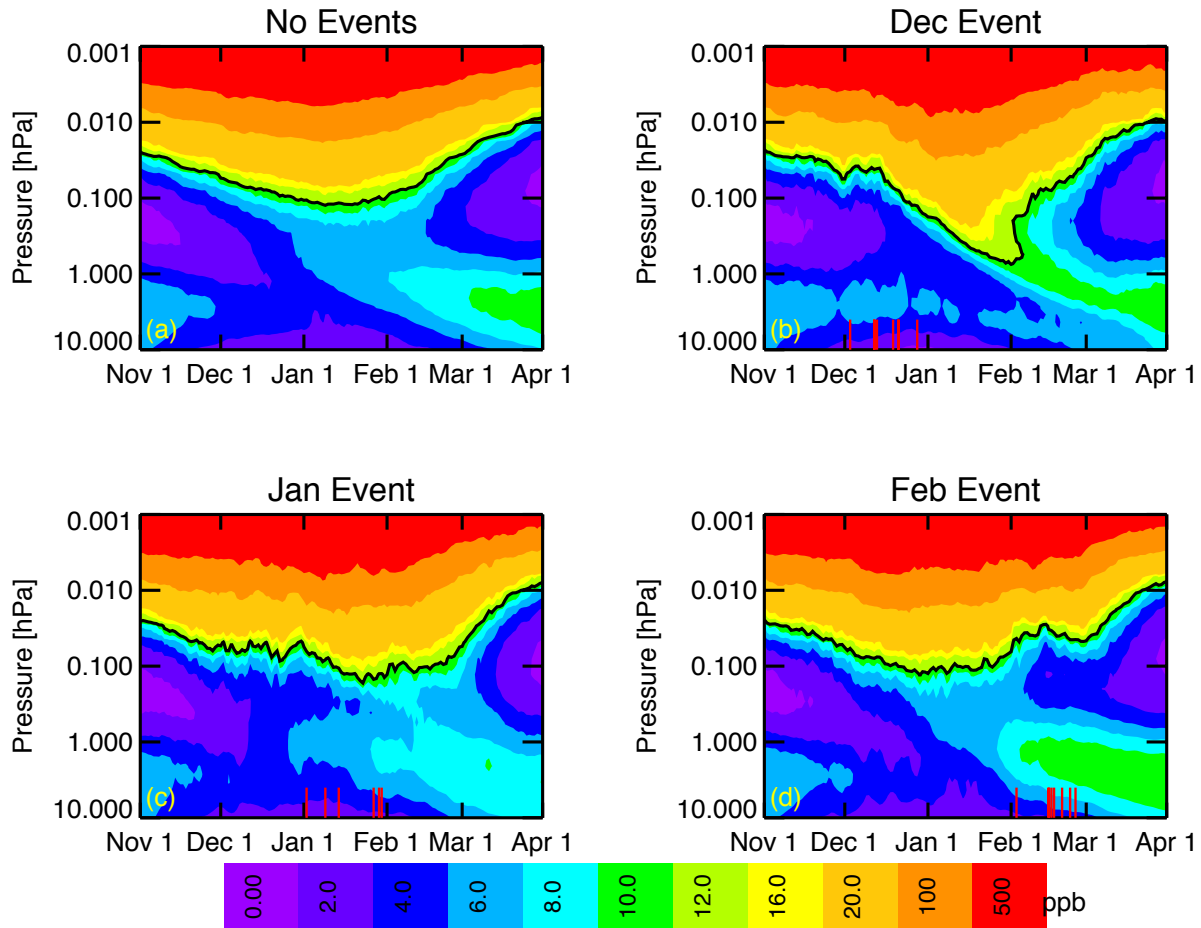 No Events
Dec Event
0.001
0.010
0.100
1.000
10.000
Pressure [hPa]
(a)
Nov 1 Dec 1 Jan 1 Feb 1 Mar 1 Apr 1
0.001
0.010
0.100
1.000
10.000
Pressure [hPa]
(b)
Nov 1 Dec 1 Jan 1 Feb 1 Mar 1 Apr 1
Jan Event
Feb Event
0.001
0.010
0.100
1.000
10.000
Pressure [hPa]
(c)
Nov 1 Dec 1 Jan 1 Feb 1 Mar 1 Apr 1
0.001
0.010
0.100
1.000
10.000
Pressure [hPa]
(d)
Nov 1 Dec 1 Jan 1 Feb 1 Mar 1 Apr 1
0.00 2.0 4.0 6.0 8.0 10.0 12.0 16.0 20.0 100 500 ppb